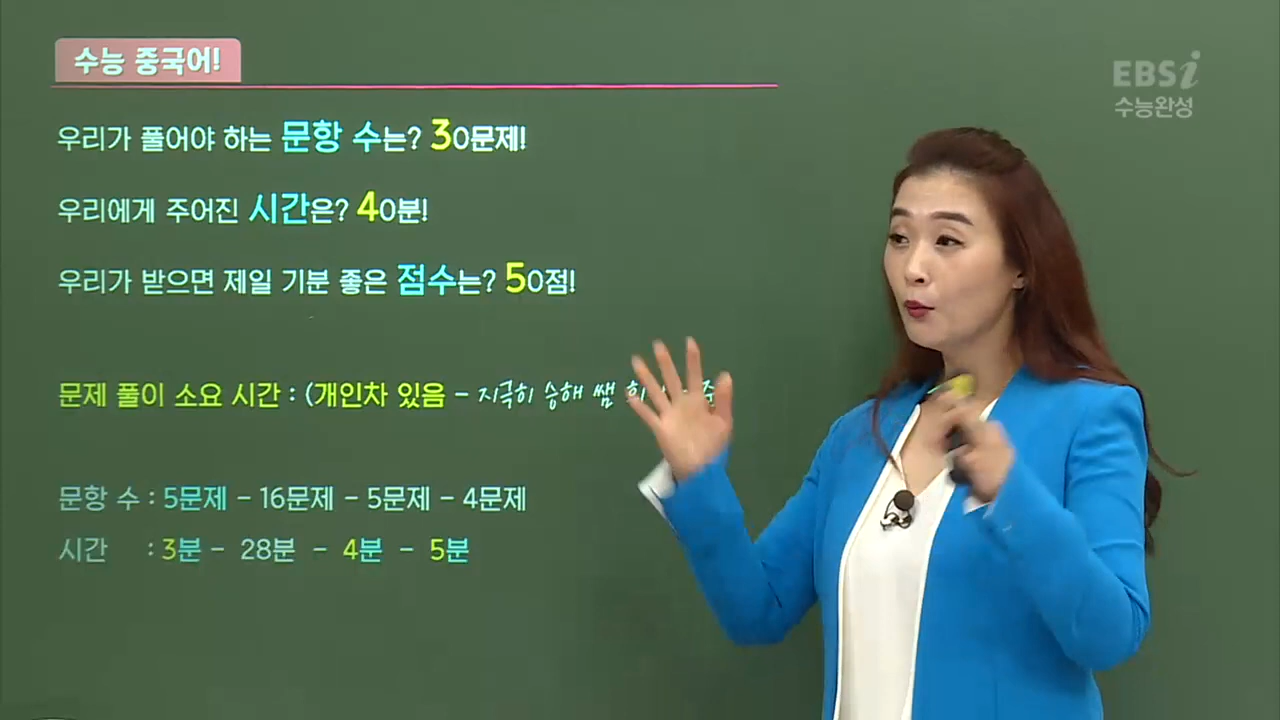 수능 중국어!
EBSi
수능완성
우리가 풀어야 하는 문항 수는? 30문제!
우리에게 주어진 시간은? 40분!
우리가 받으면 제일 기분 좋은 점수는? 50점!
문제 풀이 소요 시간 : (개인차 있음 - 지극히 승해 쌤
문항 수 : 5문제 - 16문제 - 5문제 - 4문제
시간 : 3분 - 28분 - 4분 - 5분